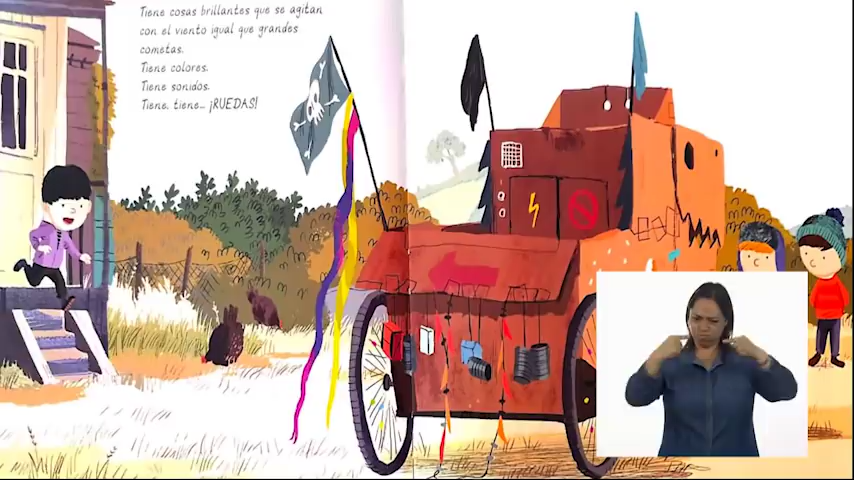 Tiene cosas brillantes que se agitan
con el viento igual que grandes
cometas.
Tiene colores.
Tiene sonidos.
Tiene, tiene... ¡RUEDAS!